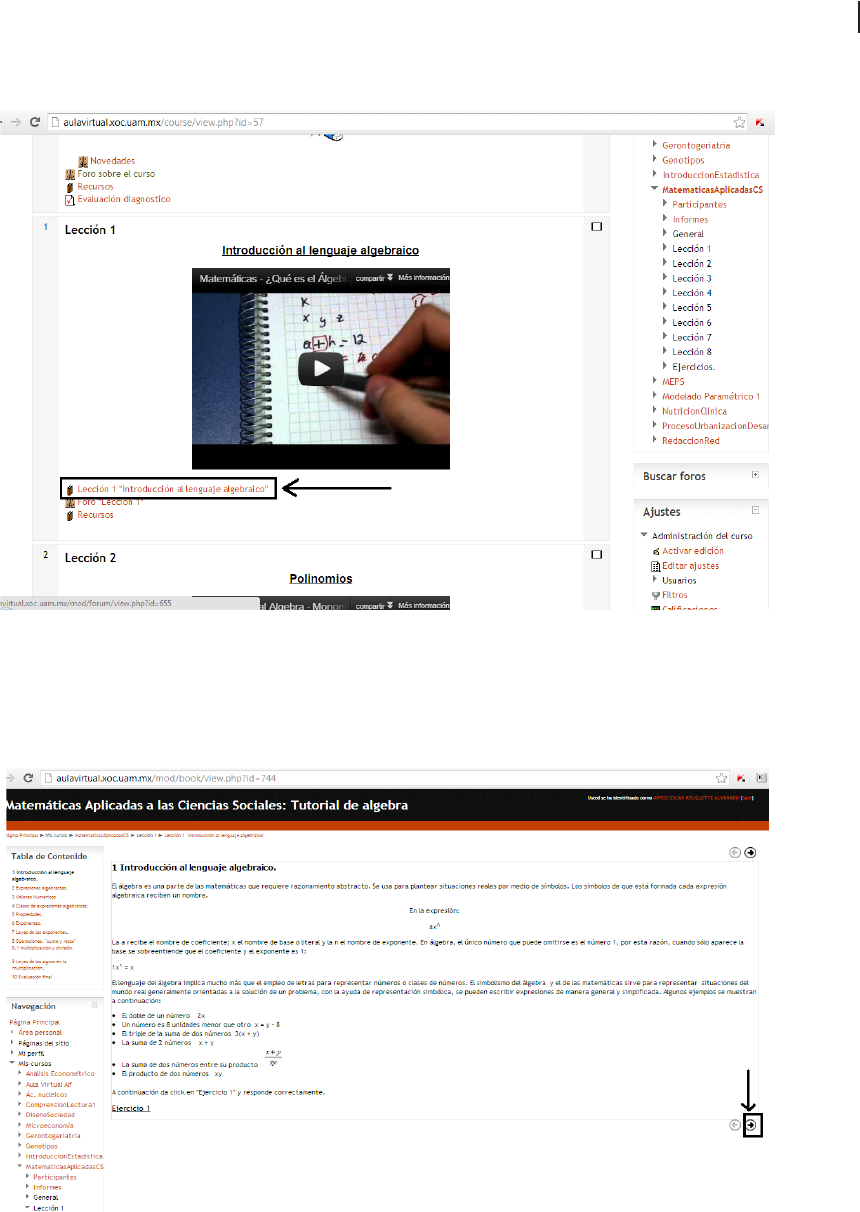 aulavirtual.xoc.uam.mx/course/view.php?id=57
Novedades
Foro sobre el curso
Recursos
Evaluación diagnostico
1
Lección 1
Introducción al lenguaje algebraico
Matemáticas - ¿Qué es el Álgeb
compartir
Más información
K
x y z
a + h = 12
Lección 1 "Introducción al lenguaje algebraico"
Foro "Lección 1"
Recursos
2
Lección 2
Polinomios
al Algebra - Monom
compartir
Más información
virtual.xoc.uam.mx/mod/forum/view.php?id=655
Gerontogeriatria
Genotipos
IntroduccionEstadistica
MatematicasAplicadasCS
Participantes
Informes
General
Lección 1
Lección 2
Lección 3
Lección 4
Lección 5
Lección 6
Lección 7
Lección 8
Ejercicios.
MEPS
Modelado Paramétrico 1
NutricionClinica
ProcesoUrbanizacionDesar
RedaccionRed
Buscar foros
Ajustes
Administración del curso
Activar edición
Editar ajustes
Usuarios
Filtros
Calificaciones
aulavirtual.xoc.uam.mx/mod/book/view.php?id=744
Matemáticas Aplicadas a las Ciencias Sociales: Tutorial de algebra
Usted se ha identificado como JORGE OSCAR ROUQUETTE ALVARADO (Salir)
Página Principal ► Mis cursos ► MatematicasAplicadasCS ► Lección 1 ► Lección 1 "Introducción al lenguaje algebraico"
Tabla de Contenido
1 Introducción al lenguaje
algebraico.
2 Expresiones algebraicas.
3 Valores Numéricos
4 Clases de expresiones algebraicas.
5 Propiedades.
6 Exponentes.
7 Leyes de los exponentes.
8 Operaciones, "suma y resta"
8.1 multiplicación y división.
9 Leyes de los signos en la
multiplicación.
10 Evaluación final
Navegación
Página Principal
Área personal
Páginas del sitio
Mi perfil
Mis cursos
Análisis Econométrico
Aula Virtual Alf
Ác. nucleicos
ComprensionLectura1
DisenoSociedad
Microeconomía
Gerontogeriatria
Genotipos
IntroduccionEstadistica
MatematicasAplicadasCS
Participantes
Informes
General
Lección 1
1 Introducción al lenguaje algebraico.
El álgebra es una parte de las matemáticas que requiere razonamiento abstracto. Se usa para plantear situaciones reales por medio de símbolos. Los símbolos de que está formada cada expresión
algebraica reciben un nombre.
En la expresión:
axⁿ
La a recibe el nombre de coeficiente; x el nombre de base o literal y la n el nombre de exponente. En álgebra, el único número que puede omitirse es el número 1, por esta razón, cuando sólo aparece la
base se sobreentiende que el coeficiente y el exponente es 1:
1x¹ = x
El lenguaje del álgebra implica mucho más que el empleo de letras para representar números o clases de números. El simbolismo del álgebra y el de las matemáticas sirve para representar situaciones del
mundo real generalmente orientadas a la solución de un problema, con la ayuda de representación simbólica, se pueden escribir expresiones de manera general y simplificada. Algunos ejemplos se muestran
a continuación:
● El doble de un número 2x
● Un número es 8 unidades menor que otro x = y - 8
● El triple de la suma de dos números 3(x + y)
● La suma de 2 números x + y
● La suma de dos números entre su producto x + y / xy
● El producto de dos números xy
A continuación da click en "Ejercicio 1" y responde correctamente.
Ejercicio 1